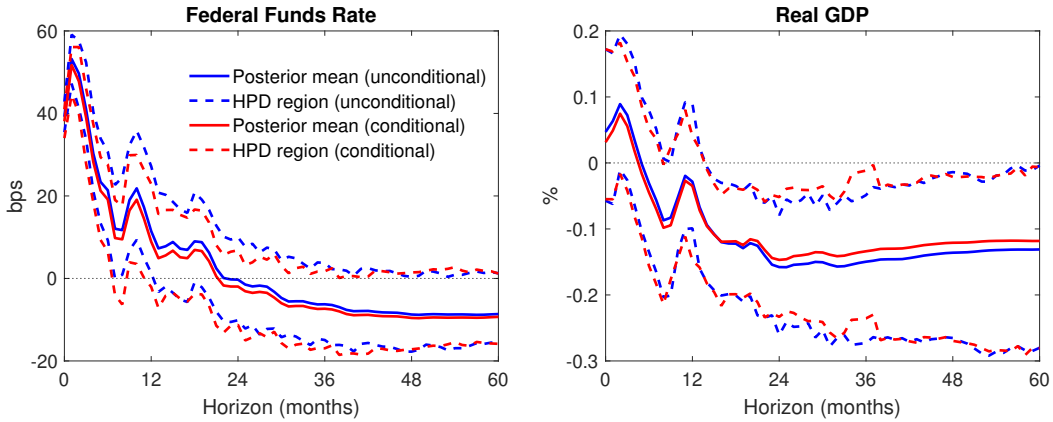 Federal Funds Rate
60
40
20
0
-20
bps
0 12 24 36 48 60
Horizon (months)
Posterior mean (unconditional)
HPD region (unconditional)
Posterior mean (conditional)
HPD region (conditional)
Real GDP
0.2
0.1
0
-0.1
-0.2
-0.3
%
0 12 24 36 48 60
Horizon (months)